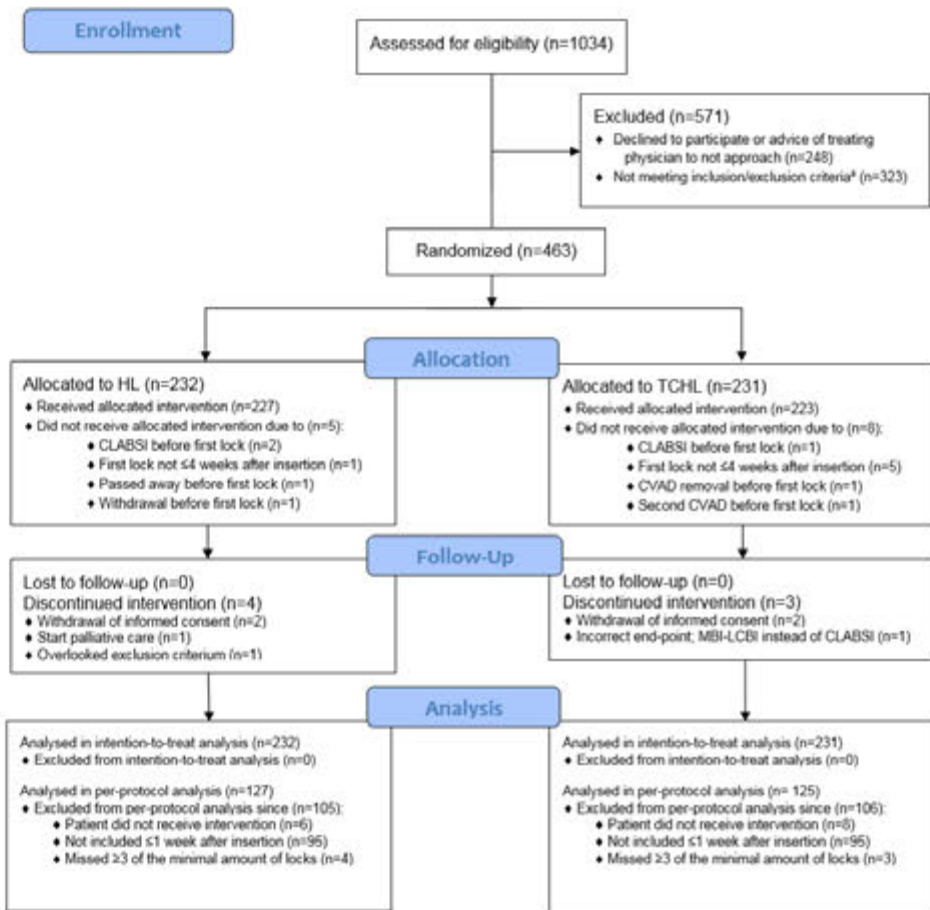 Enrollment
Assessed for eligibility (n=1034)
Excluded (n=571)
♦ Declined to participate or advice of treating
physician to not approach (n=248)
♦ Not meeting inclusion/exclusion criteria (n=323)
Randomized (n=463)
Allocation
Allocated to HL (n=232)
♦ Received allocated intervention (n=227)
♦ Did not receive allocated intervention due to (n=5):
♦ CLABSI before first lock (n=2)
♦ First lock not ≤4 weeks after insertion (n=1)
♦ Passed away before first lock (n=1)
♦ Withdrawal before first lock (n=1)
Allocated to TCHL (n=231)
♦ Received allocated intervention (n=223)
♦ Did not receive allocated intervention due to (n=8):
♦ CLABSI before first lock (n=1)
♦ First lock not ≤4 weeks after insertion (n=5)
♦ CVAD removal before first lock (n=1)
♦ Second CVAD before first lock (n=1)
Follow-Up
Lost to follow-up (n=0)
Discontinued intervention (n=4)
♦ Withdrawal of informed consent (n=2)
♦ Start palliative care (n=1)
♦ Overlooked exclusion criterium (n=1)
Lost to follow-up (n=0)
Discontinued intervention (n=3)
♦ Withdrawal of informed consent (n=2)
♦ Incorrect end-point; MBI-LCBI instead of CLABSI (n=1)
Analysis
Analysed in intention-to-treat analysis (n=232)
♦ Excluded from intention-to-treat analysis (n=0)
Analysed in per-protocol analysis (n=127)
♦ Excluded from per-protocol analysis since (n=105):
♦ Patient did not receive intervention (n=6)
♦ Not included ≤1 week after insertion (n=95)
♦ Missed ≥3 of the minimal amount of locks (n=4)
Analysed in intention-to-treat analysis (n=231)
♦ Excluded from intention-to-treat analysis (n=0)
Analysed in per-protocol analysis (n= 125)
♦ Excluded from per-protocol analysis since (n=106):
♦ Patient did not receive intervention (n=8)
♦ Not included ≤1 week after insertion (n=95)
♦ Missed ≥3 of the minimal amount of locks (n=3)